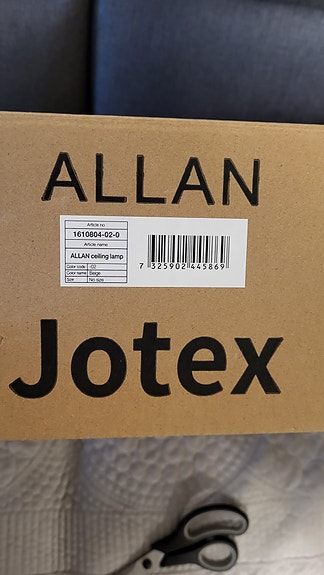 ALLAN
Article no.
1610804-02-0
Article name
ALLAN ceiling lamp
Color code -02
Color name Beige
Size No size
7 325902 445869
Jotex